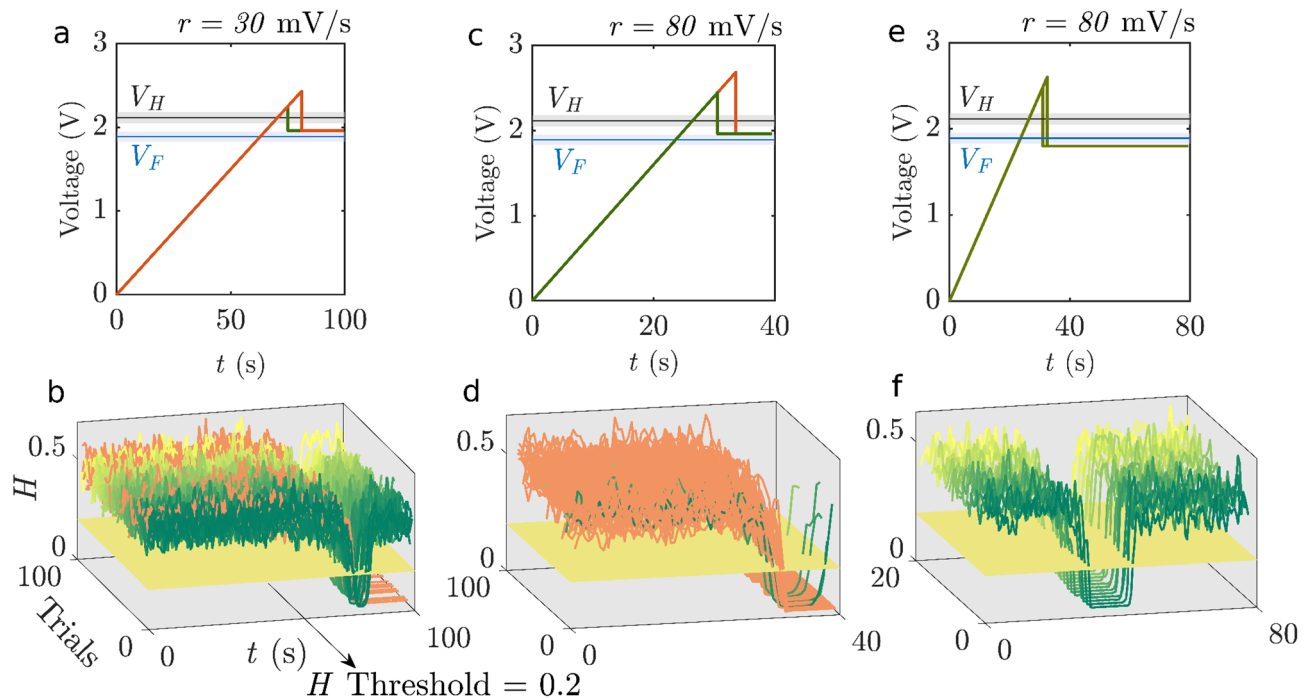 a
r = 30 mV/s
Voltage (V)
3
2
1
0
V_H
V_F
0
50
100
t (s)
c
r = 80 mV/s
Voltage (V)
3
2
1
0
V_H
V_F
0
20
40
t (s)
e
r = 80 mV/s
Voltage (V)
3
2
1
0
V_H
V_F
0
40
80
t (s)
b
H
0.5
0
100
Trials
0
0
t (s)
100
H Threshold = 0.2
d
0.5
0
100
0
0
40
f
0.5
0
20
0
0
80